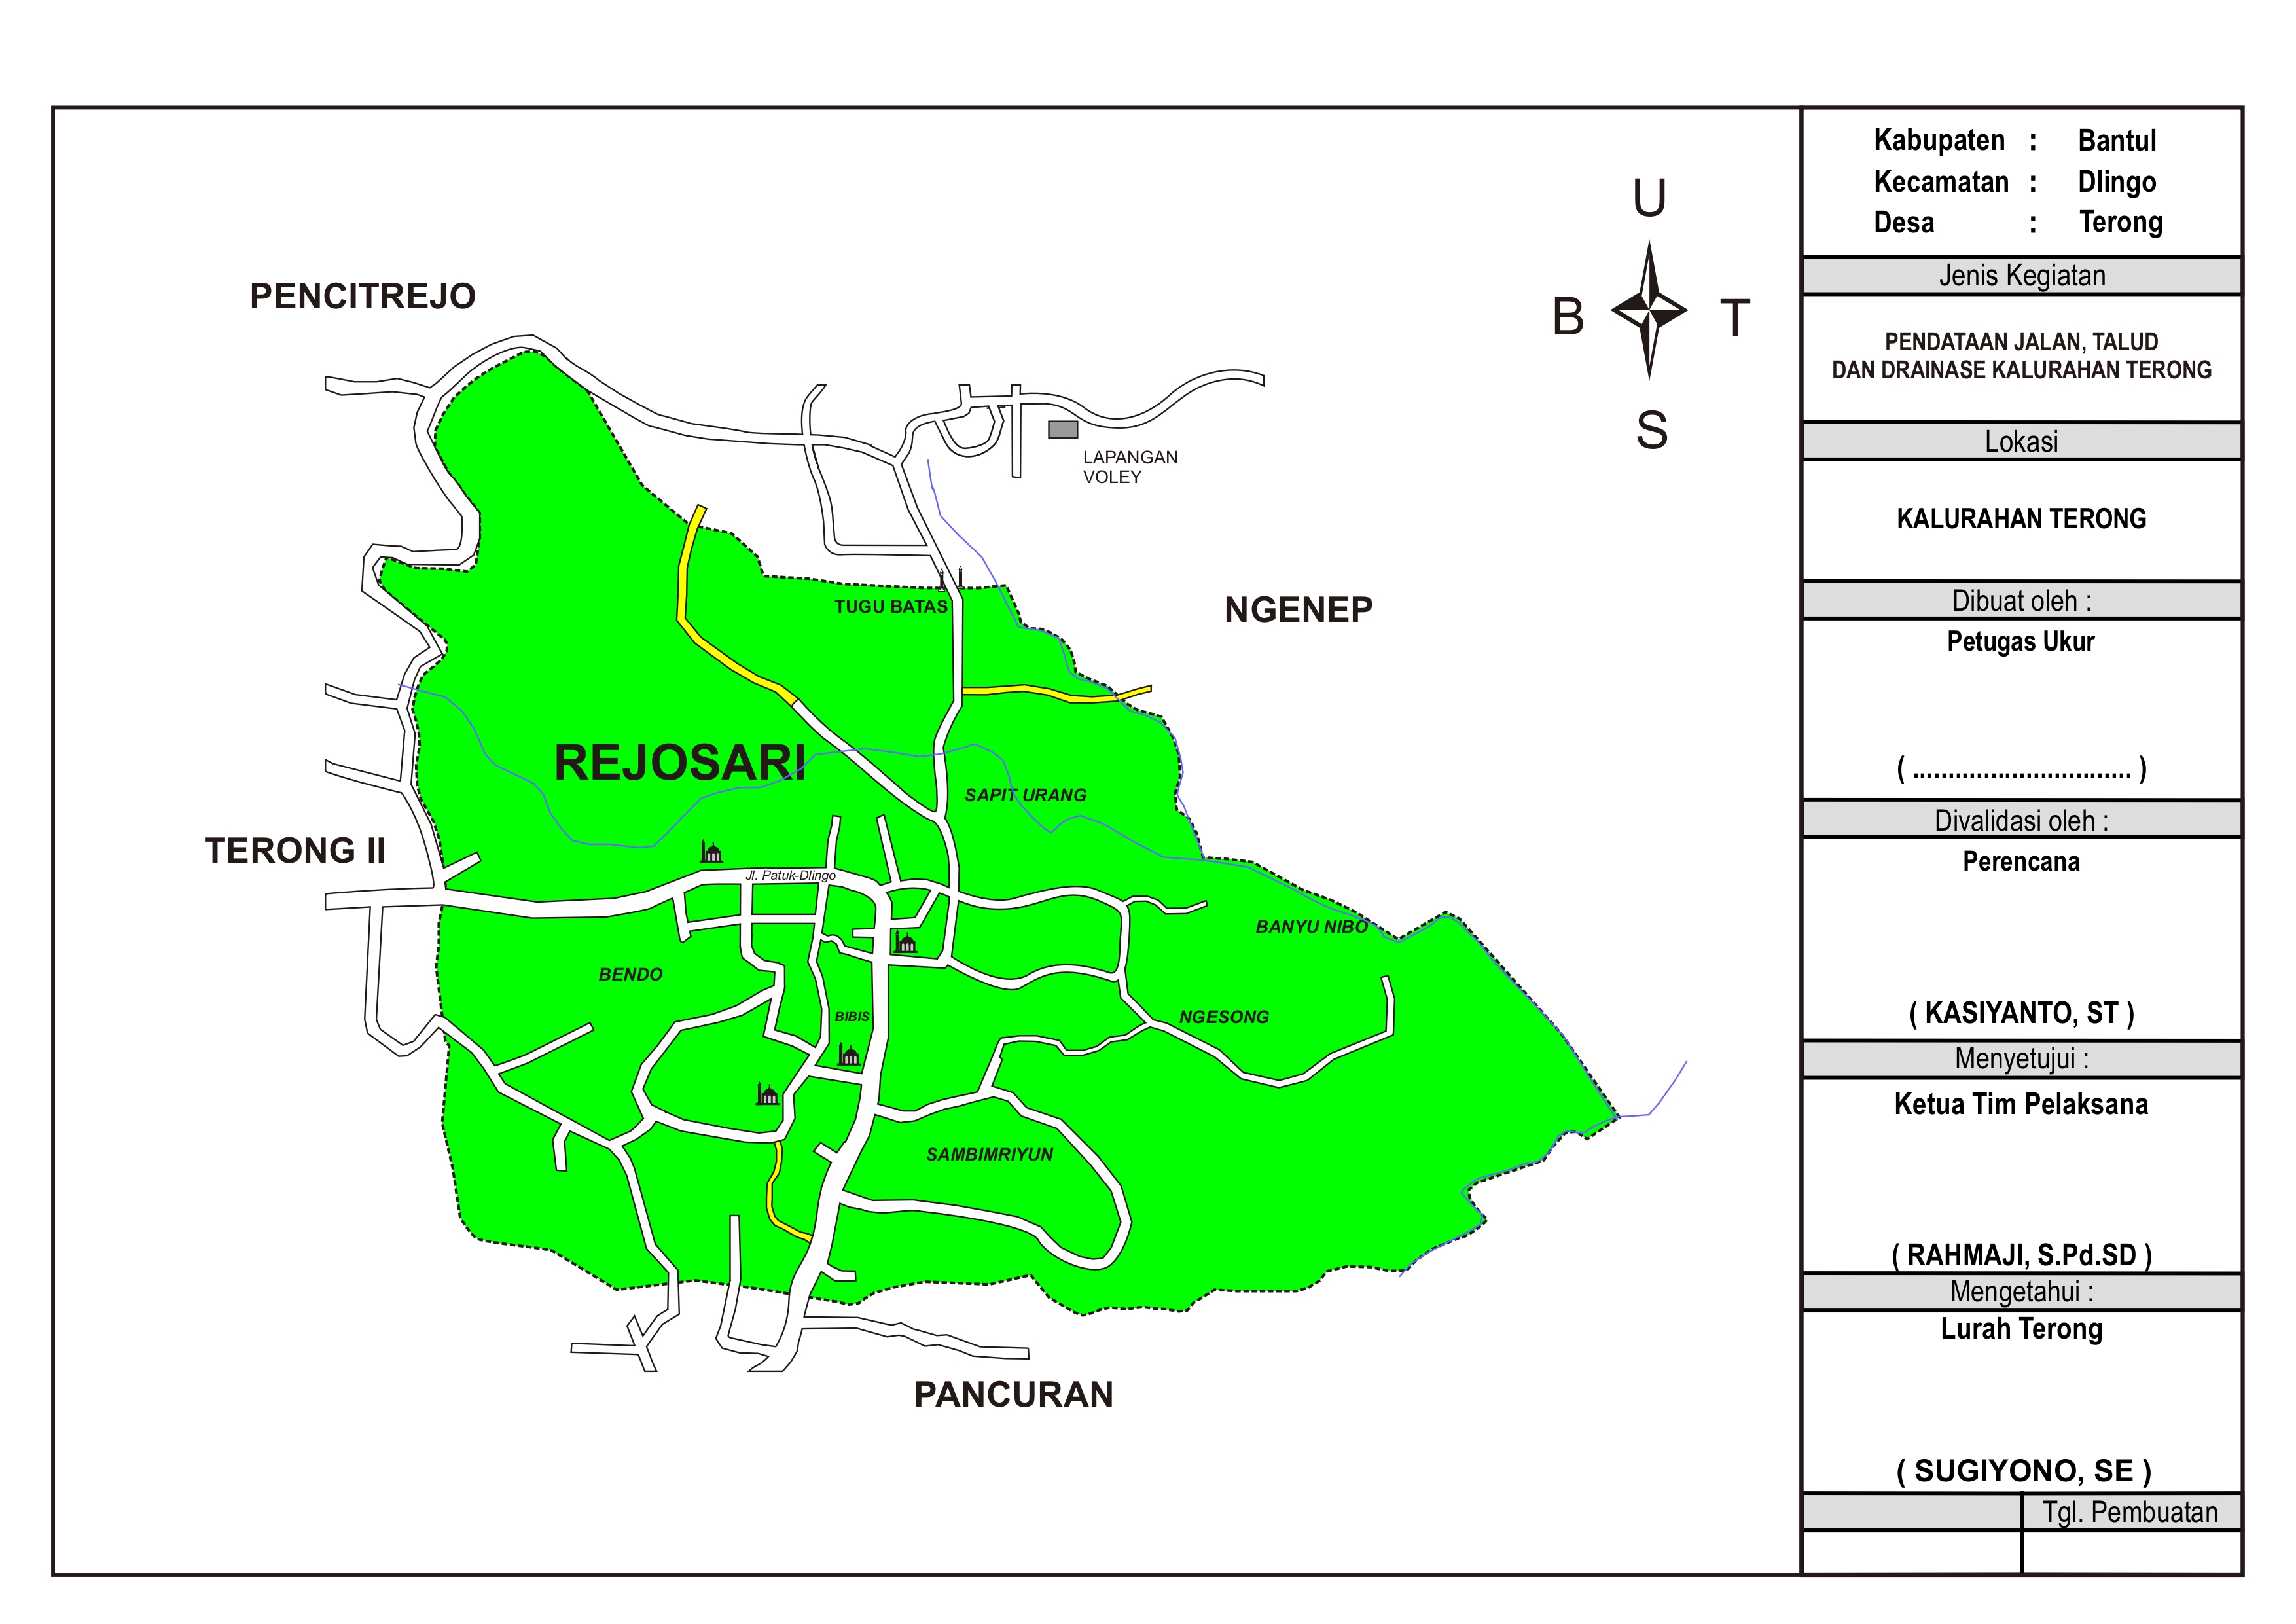 PENCITREJO
U
B
T
S
LAPANGAN
VOLEY
TUGU BATAS
NGENEP
REJOSARI
SAPIT URANG
TERONG II
Jl. Patuk-Dlingo
BANYU NIBO
BENDO
BIBIS
NGESONG
SAMBIMRIYUN
PANCURAN
Kabupaten : Bantul
Kecamatan : Dlingo
Desa : Terong
Jenis Kegiatan
PENDATAAN JALAN, TALUD
DAN DRAINASE KALURAHAN TERONG
Lokasi
KALURAHAN TERONG
Dibuat oleh :
Petugas Ukur
( ............................... )
Divalidasi oleh :
Perencana
( KASIYANTO, ST )
Menyetujui :
Ketua Tim Pelaksana
( RAHMAJI, S.Pd.SD )
Mengetahui :
Lurah Terong
( SUGIYONO, SE )
Tgl. Pembuatan